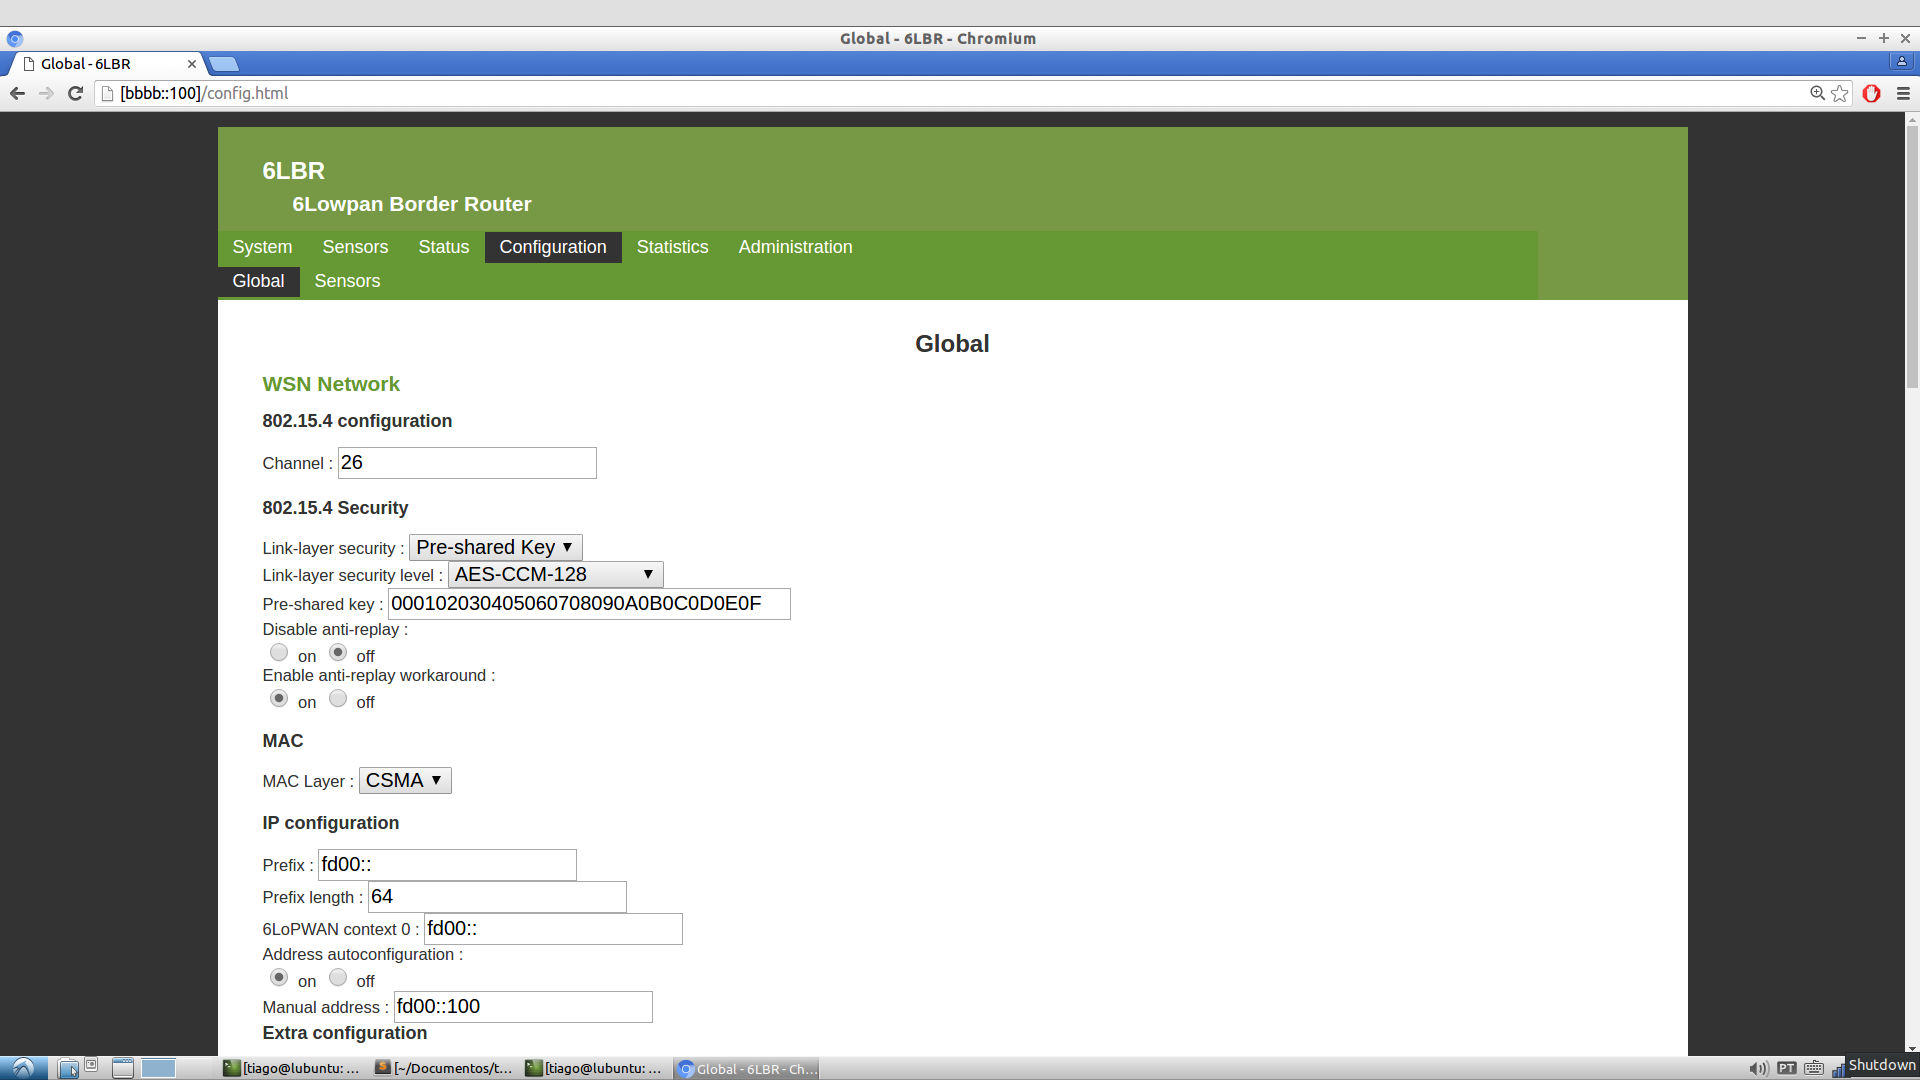 Global - 6LBR - Chromium
Global - 6LBR
[bbbb::100]/config.html
6LBR
6Lowpan Border Router
System Sensors Status Configuration Statistics Administration
Global Sensors
Global
WSN Network
802.15.4 configuration
Channel : 26
802.15.4 Security
Link-layer security : Pre-shared Key
Link-layer security level : AES-CCM-128
Pre-shared key : 000102030405060708090A0B0C0D0E0F
Disable anti-replay :
on off
Enable anti-replay workaround :
on off
MAC
MAC Layer : CSMA
IP configuration
Prefix : fd00::
Prefix length : 64
6LoPWAN context 0 : fd00::
Address autoconfiguration :
on off
Manual address : fd00::100
Extra configuration
[tiago@lubuntu: ... [~/Documentos/t... [tiago@lubuntu: ... Global - 6LBR - Ch... PT Shutdown